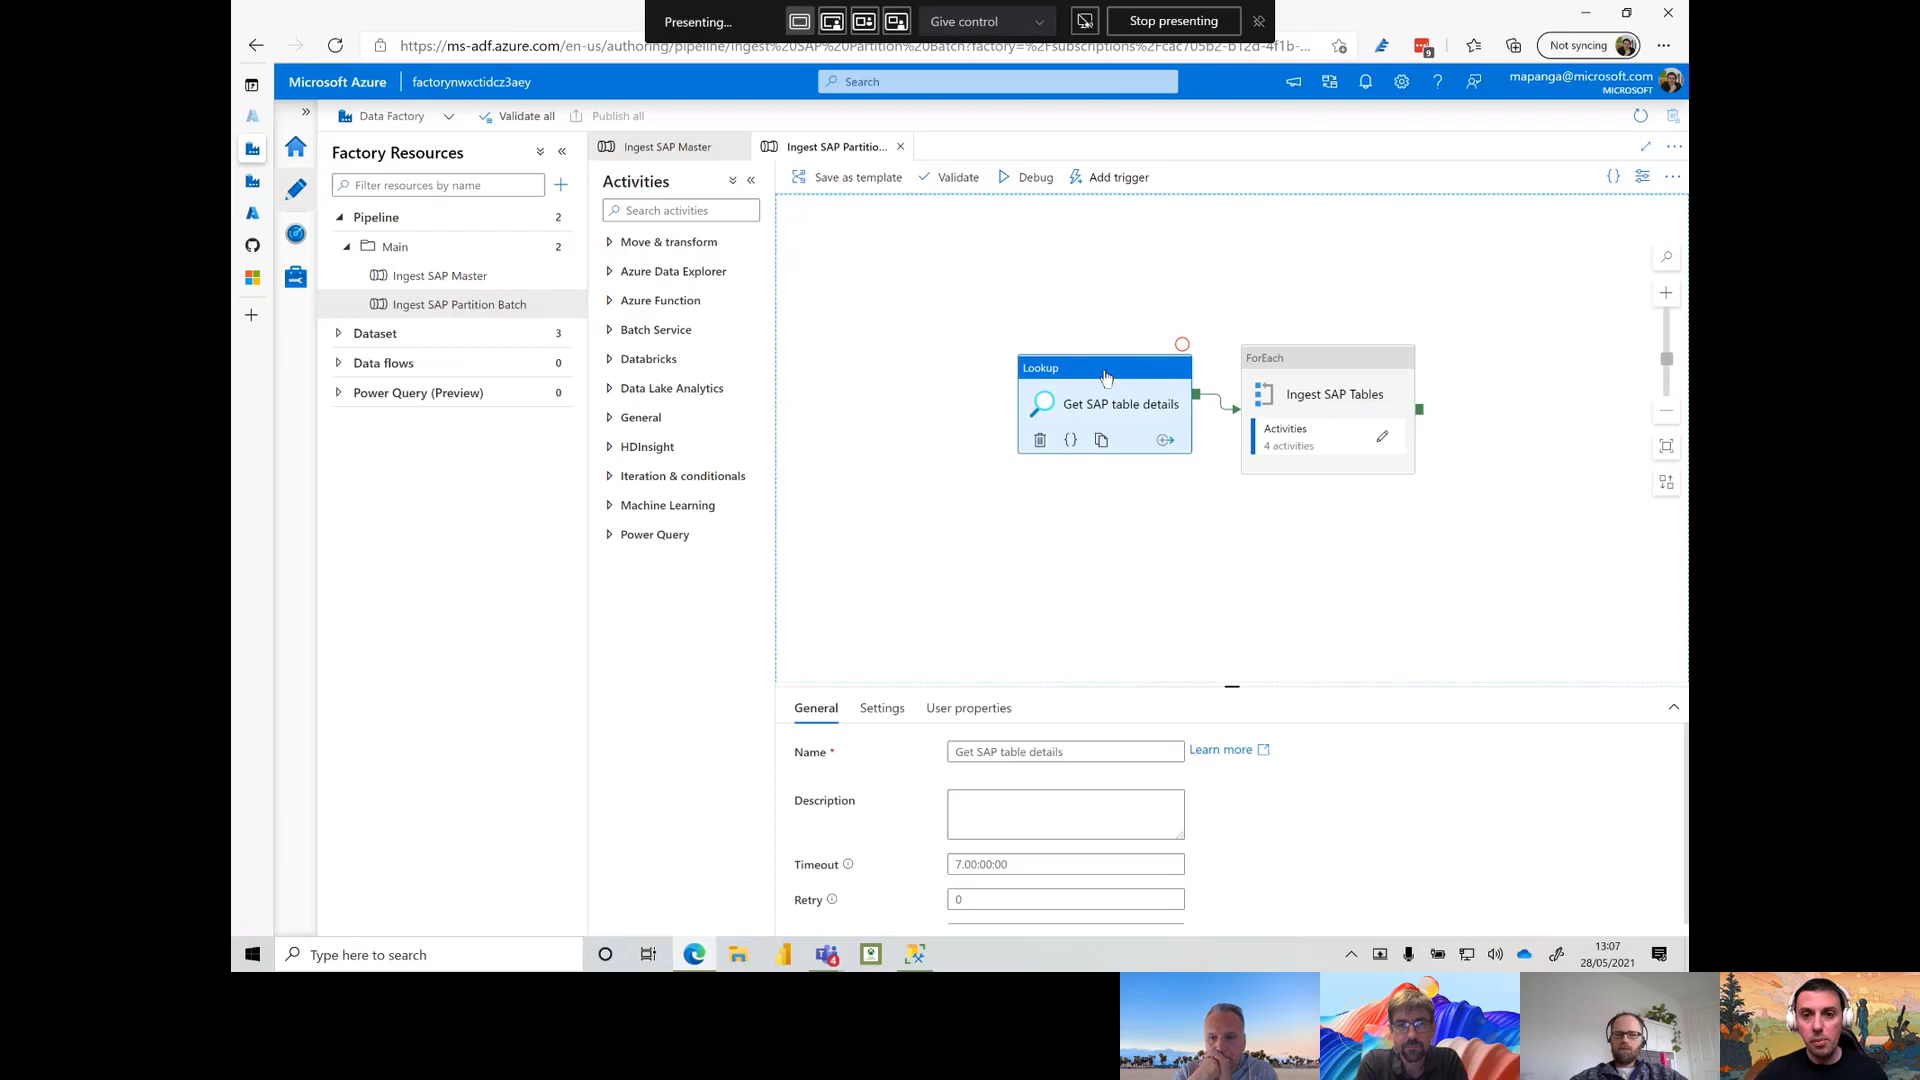 Presenting...
Give control
Stop presenting
https://ms-adf.azure.com/en-us/authoring/pipeline/Ingest%20SAP%20Partition%20Batch?factory=%2Fsubscriptions%2Fcac705b2-b12d-4f1b-...
9
Not syncing
Microsoft Azure
factorynwxctidcz3aey
Search
mapanga@microsoft.com
MICROSOFT
Data Factory
Validate all
Publish all
Factory Resources
Filter resources by name
Pipeline 2
Main 2
Ingest SAP Master
Ingest SAP Partition Batch
Dataset 3
Data flows 0
Power Query (Preview) 0
Ingest SAP Master
Ingest SAP Partitio...
Activities
Search activities
Move & transform
Azure Data Explorer
Azure Function
Batch Service
Databricks
Data Lake Analytics
General
HDInsight
Iteration & conditionals
Machine Learning
Power Query
Save as template
Validate
Debug
Add trigger
Lookup
Get SAP table details
ForEach
Ingest SAP Tables
Activities
4 activities
General
Settings
User properties
Name *
Get SAP table details
Learn more
Description
Timeout
7.00:00:00
Retry
0
Type here to search
4
13:07
28/05/2021